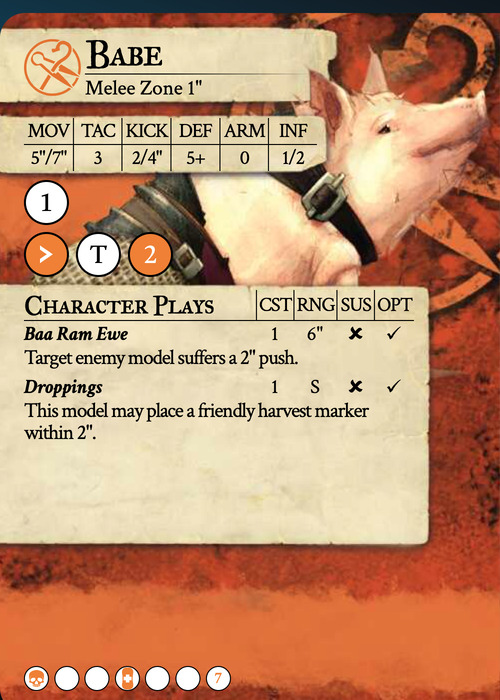 Babe
Melee Zone 1"
MOV TAC KICK DEF ARM INF
5"/7" 3 2/4" 5+ 0 1/2
1
> T 2
Character Plays CST RNG SUS OPT
Baa Ram Ewe 1 6" ✘ ✓
Target enemy model suffers a 2" push.
Droppings 1 S ✘ ✓
This model may place a friendly harvest marker
within 2".
7